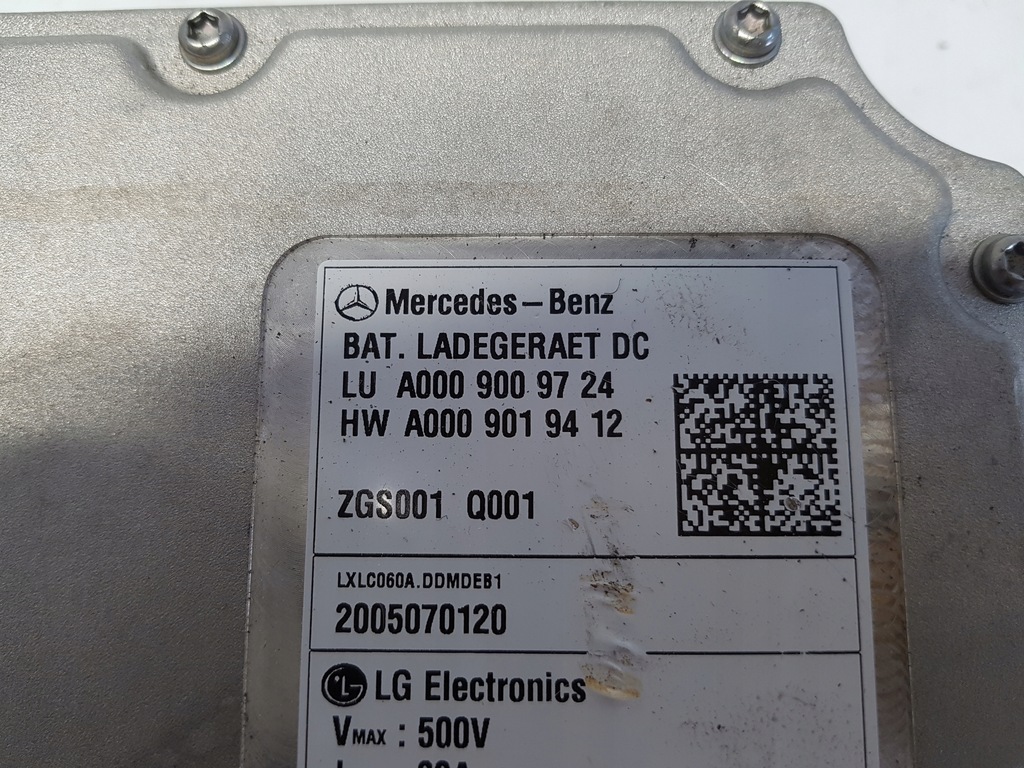 Mercedes-Benz
BAT. LADEGERAET DC
LU A000 900 97 24
HW A000 901 94 12
ZGS001 Q001
LXLC060A.DDMDEB1
2005070120
LG Electronics
VMAX : 500V